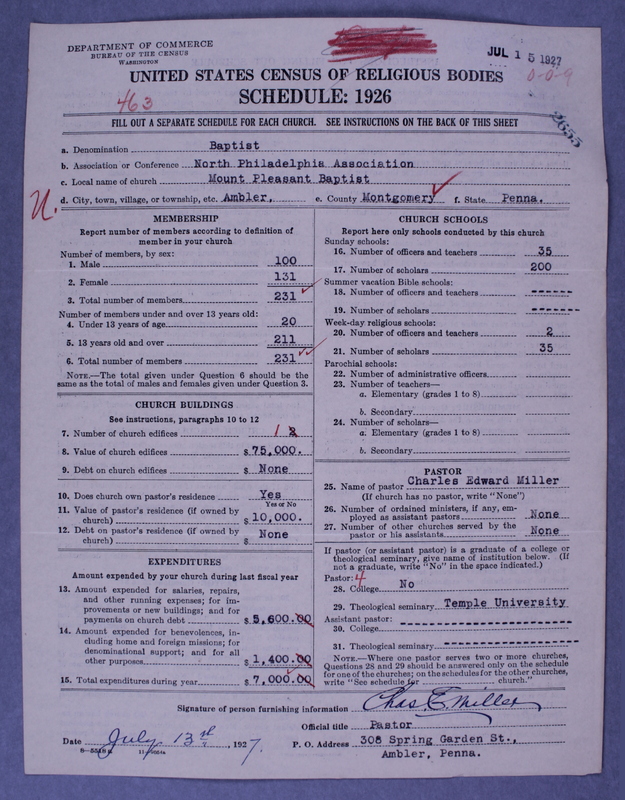 DEPARTMENT OF COMMERCE
BUREAU OF THE CENSUS
WASHINGTON
JUL 15 1927
0-0-9
UNITED STATES CENSUS OF RELIGIOUS BODIES
463
SCHEDULE: 1926
2655
FILL OUT A SEPARATE SCHEDULE FOR EACH CHURCH. SEE INSTRUCTIONS ON THE BACK OF THIS SHEET
a. Denomination Baptist
b. Association or Conference North Philadelphia Association
c. Local name of church Mount Pleasant Baptist
U.
d. City, town, village, or township, etc. Ambler, e. County Montgomery f. State Penna.
MEMBERSHIP
Report number of members according to definition of
member in your church
Number of members, by sex:
1. Male 100
2. Female 131
3. Total number of members 231
Number of members under and over 13 years old:
4. Under 13 years of age 20
5. 13 years old and over 211
6. Total number of members 231
NOTE.—The total given under Question 6 should be the
same as the total of males and females given under Question 3.
CHURCH BUILDINGS
See instructions, paragraphs 10 to 12
7. Number of church edifices 1 2
8. Value of church edifices $ 75,000.
9. Debt on church edifices $ None
10. Does church own pastor's residence Yes
Yes or No
11. Value of pastor's residence (if owned by
church) $ 10,000.
12. Debt on pastor's residence (if owned by
church) $ None
EXPENDITURES
Amount expended by your church during last fiscal year
13. Amount expended for salaries, repairs,
and other running expenses; for im-
provements or new buildings; and for
payments on church debt $ 5,600.00
14. Amount expended for benevolences, in-
cluding home and foreign missions; for
denominational support; and for all
other purposes $ 1,400.00
15. Total expenditures during year $ 7,000.00
CHURCH SCHOOLS
Report here only schools conducted by this church
Sunday schools:
16. Number of officers and teachers 35
17. Number of scholars 200
Summer vacation Bible schools:
18. Number of officers and teachers ------
19. Number of scholars -------
Week-day religious schools:
20. Number of officers and teachers 2
21. Number of scholars 35
Parochial schools:
22. Number of administrative officers
23. Number of teachers—
a. Elementary (grades 1 to 8)
b. Secondary
24. Number of scholars—
a. Elementary (grades 1 to 8)
b. Secondary
PASTOR
25. Name of pastor Charles Edward Miller
(If church has no pastor, write "None")
26. Number of ordained ministers, if any, em-
ployed as assistant pastors None
27. Number of other churches served by the
pastor or his assistants None
If pastor (or assistant pastor) is a graduate of a college or
theological seminary, give name of institution below. (If
not a graduate, write "No" in the space indicated.)
Pastor: 4
28. College No
29. Theological seminary Temple University
Assistant pastor:
30. College
31. Theological seminary
NOTE.—Where one pastor serves two or more churches,
Questions 28 and 29 should be answered only on the schedule
for one of the churches; on the schedules for the other churches,
write "See schedule for church."
Signature of person furnishing information Chas. E. Miller
Official title Pastor
Date July 13rd, 1927. P. O. Address 308 Spring Garden St.,
Ambler, Penna.